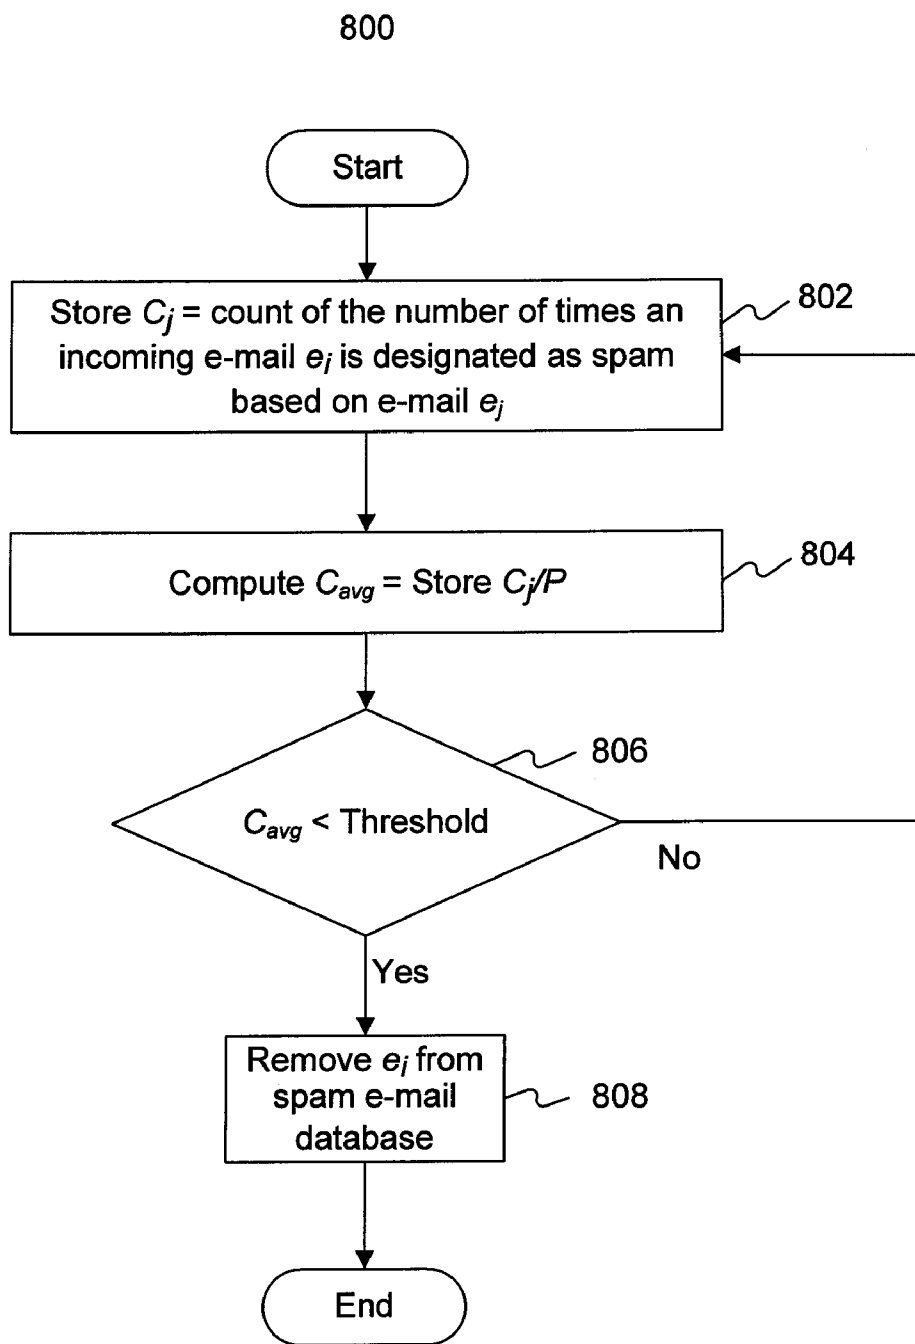 800
Start
Store Cj = count of the number of times an
incoming e-mail ei is designated as spam
based on e-mail ej
802
Compute Cavg = Store Cj/P
804
806
Cavg < Threshold
No
Yes
Remove ei from
spam e-mail
database
808
End